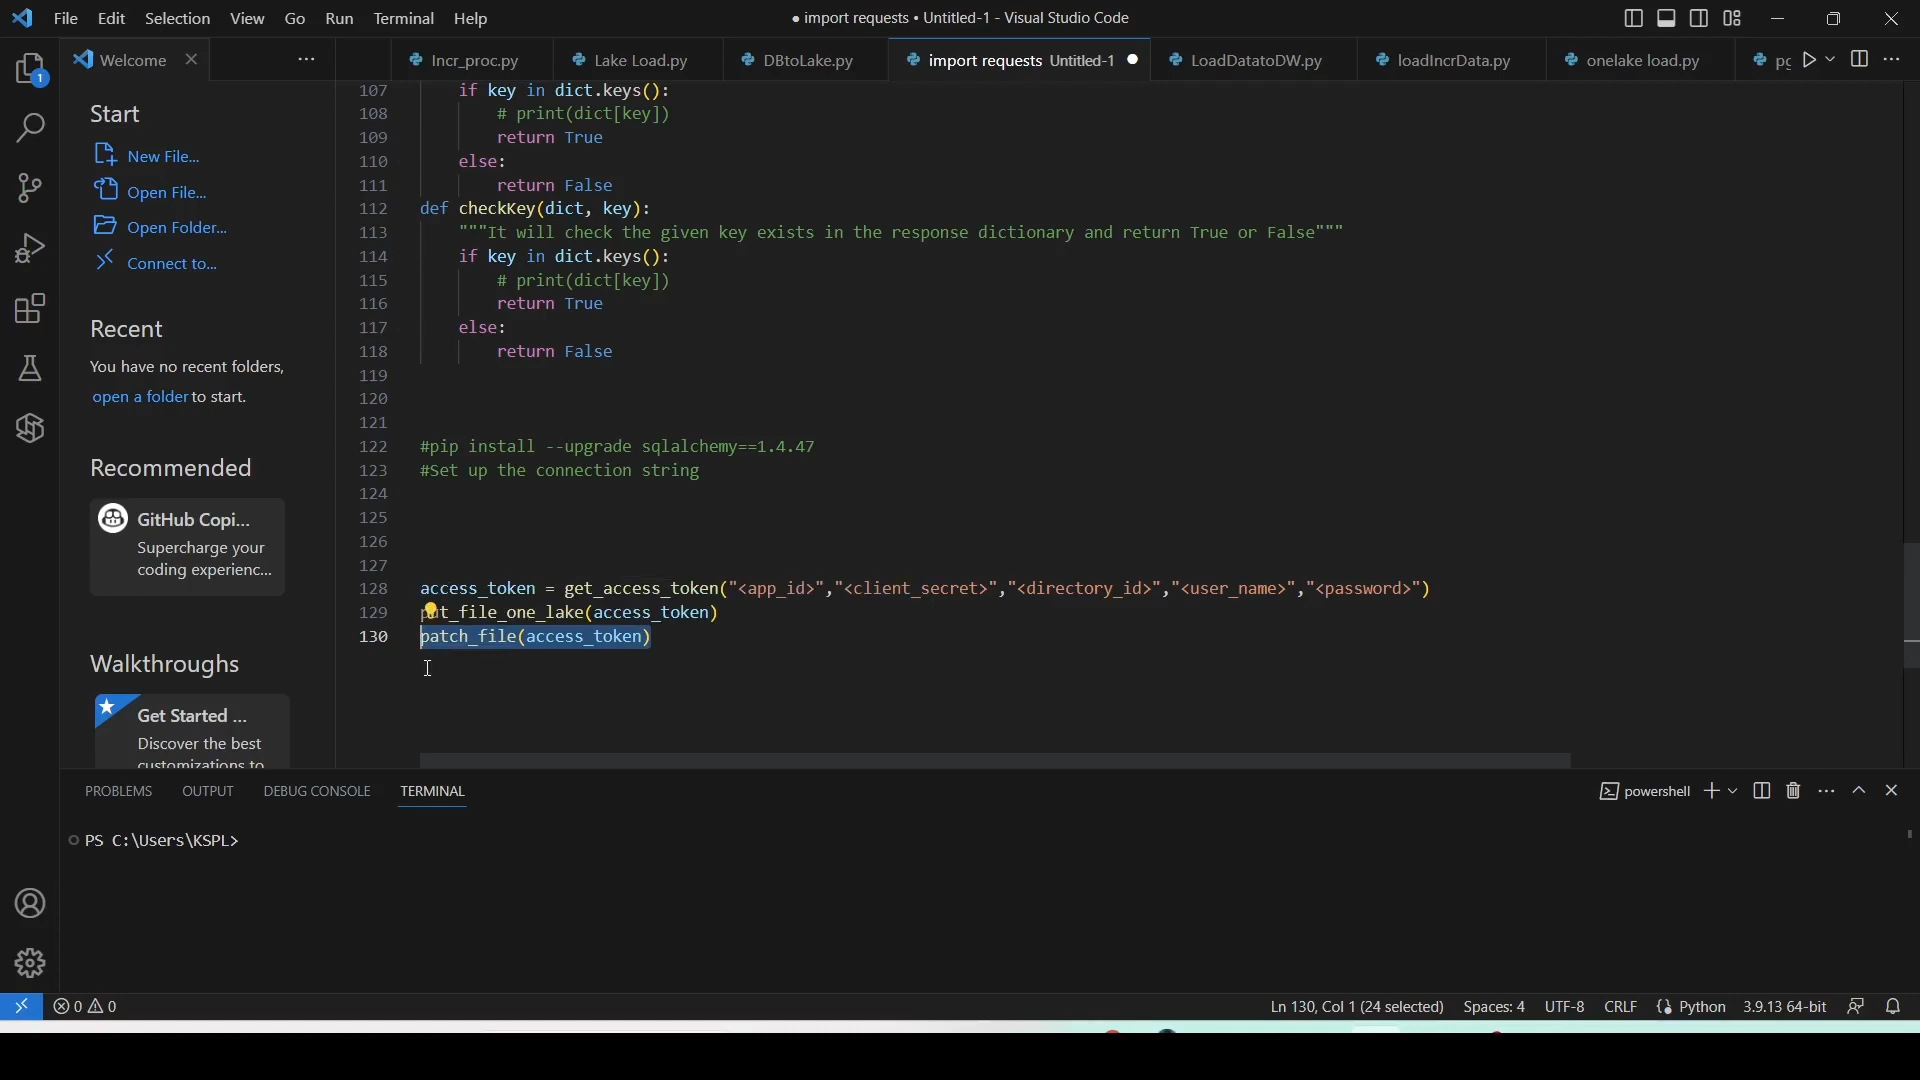 File Edit Selection View Go Run Terminal Help
● import requests • Untitled-1 - Visual Studio Code
Welcome
Incr_proc.py
Lake Load.py
DBtoLake.py
import requests Untitled-1
LoadDatatoDW.py
loadIncrData.py
onelake load.py
1
Start
New File...
Open File...
Open Folder...
Connect to...
Recent
You have no recent folders,
open a folder to start.
Recommended
GitHub Copi...
Supercharge your
coding experienc...
Walkthroughs
Get Started ...
Discover the best
customizations to
107 if key in dict.keys():
108 # print(dict[key])
109 return True
110 else:
111 return False
112 def checkKey(dict, key):
113 """It will check the given key exists in the response dictionary and return True or False"""
114 if key in dict.keys():
115 # print(dict[key])
116 return True
117 else:
118 return False
119
120
121
122 #pip install --upgrade sqlalchemy==1.4.47
123 #Set up the connection string
124
125
126
127
128 access_token = get_access_token("<app_id>","<client_secret>","<directory_id>","<user_name>","<password>")
129 put_file_one_lake(access_token)
130 patch_file(access_token)
PROBLEMS OUTPUT DEBUG CONSOLE TERMINAL
powershell
PS C:\Users\KSPL>
0 0
Ln 130, Col 1 (24 selected) Spaces: 4 UTF-8 CRLF Python 3.9.13 64-bit